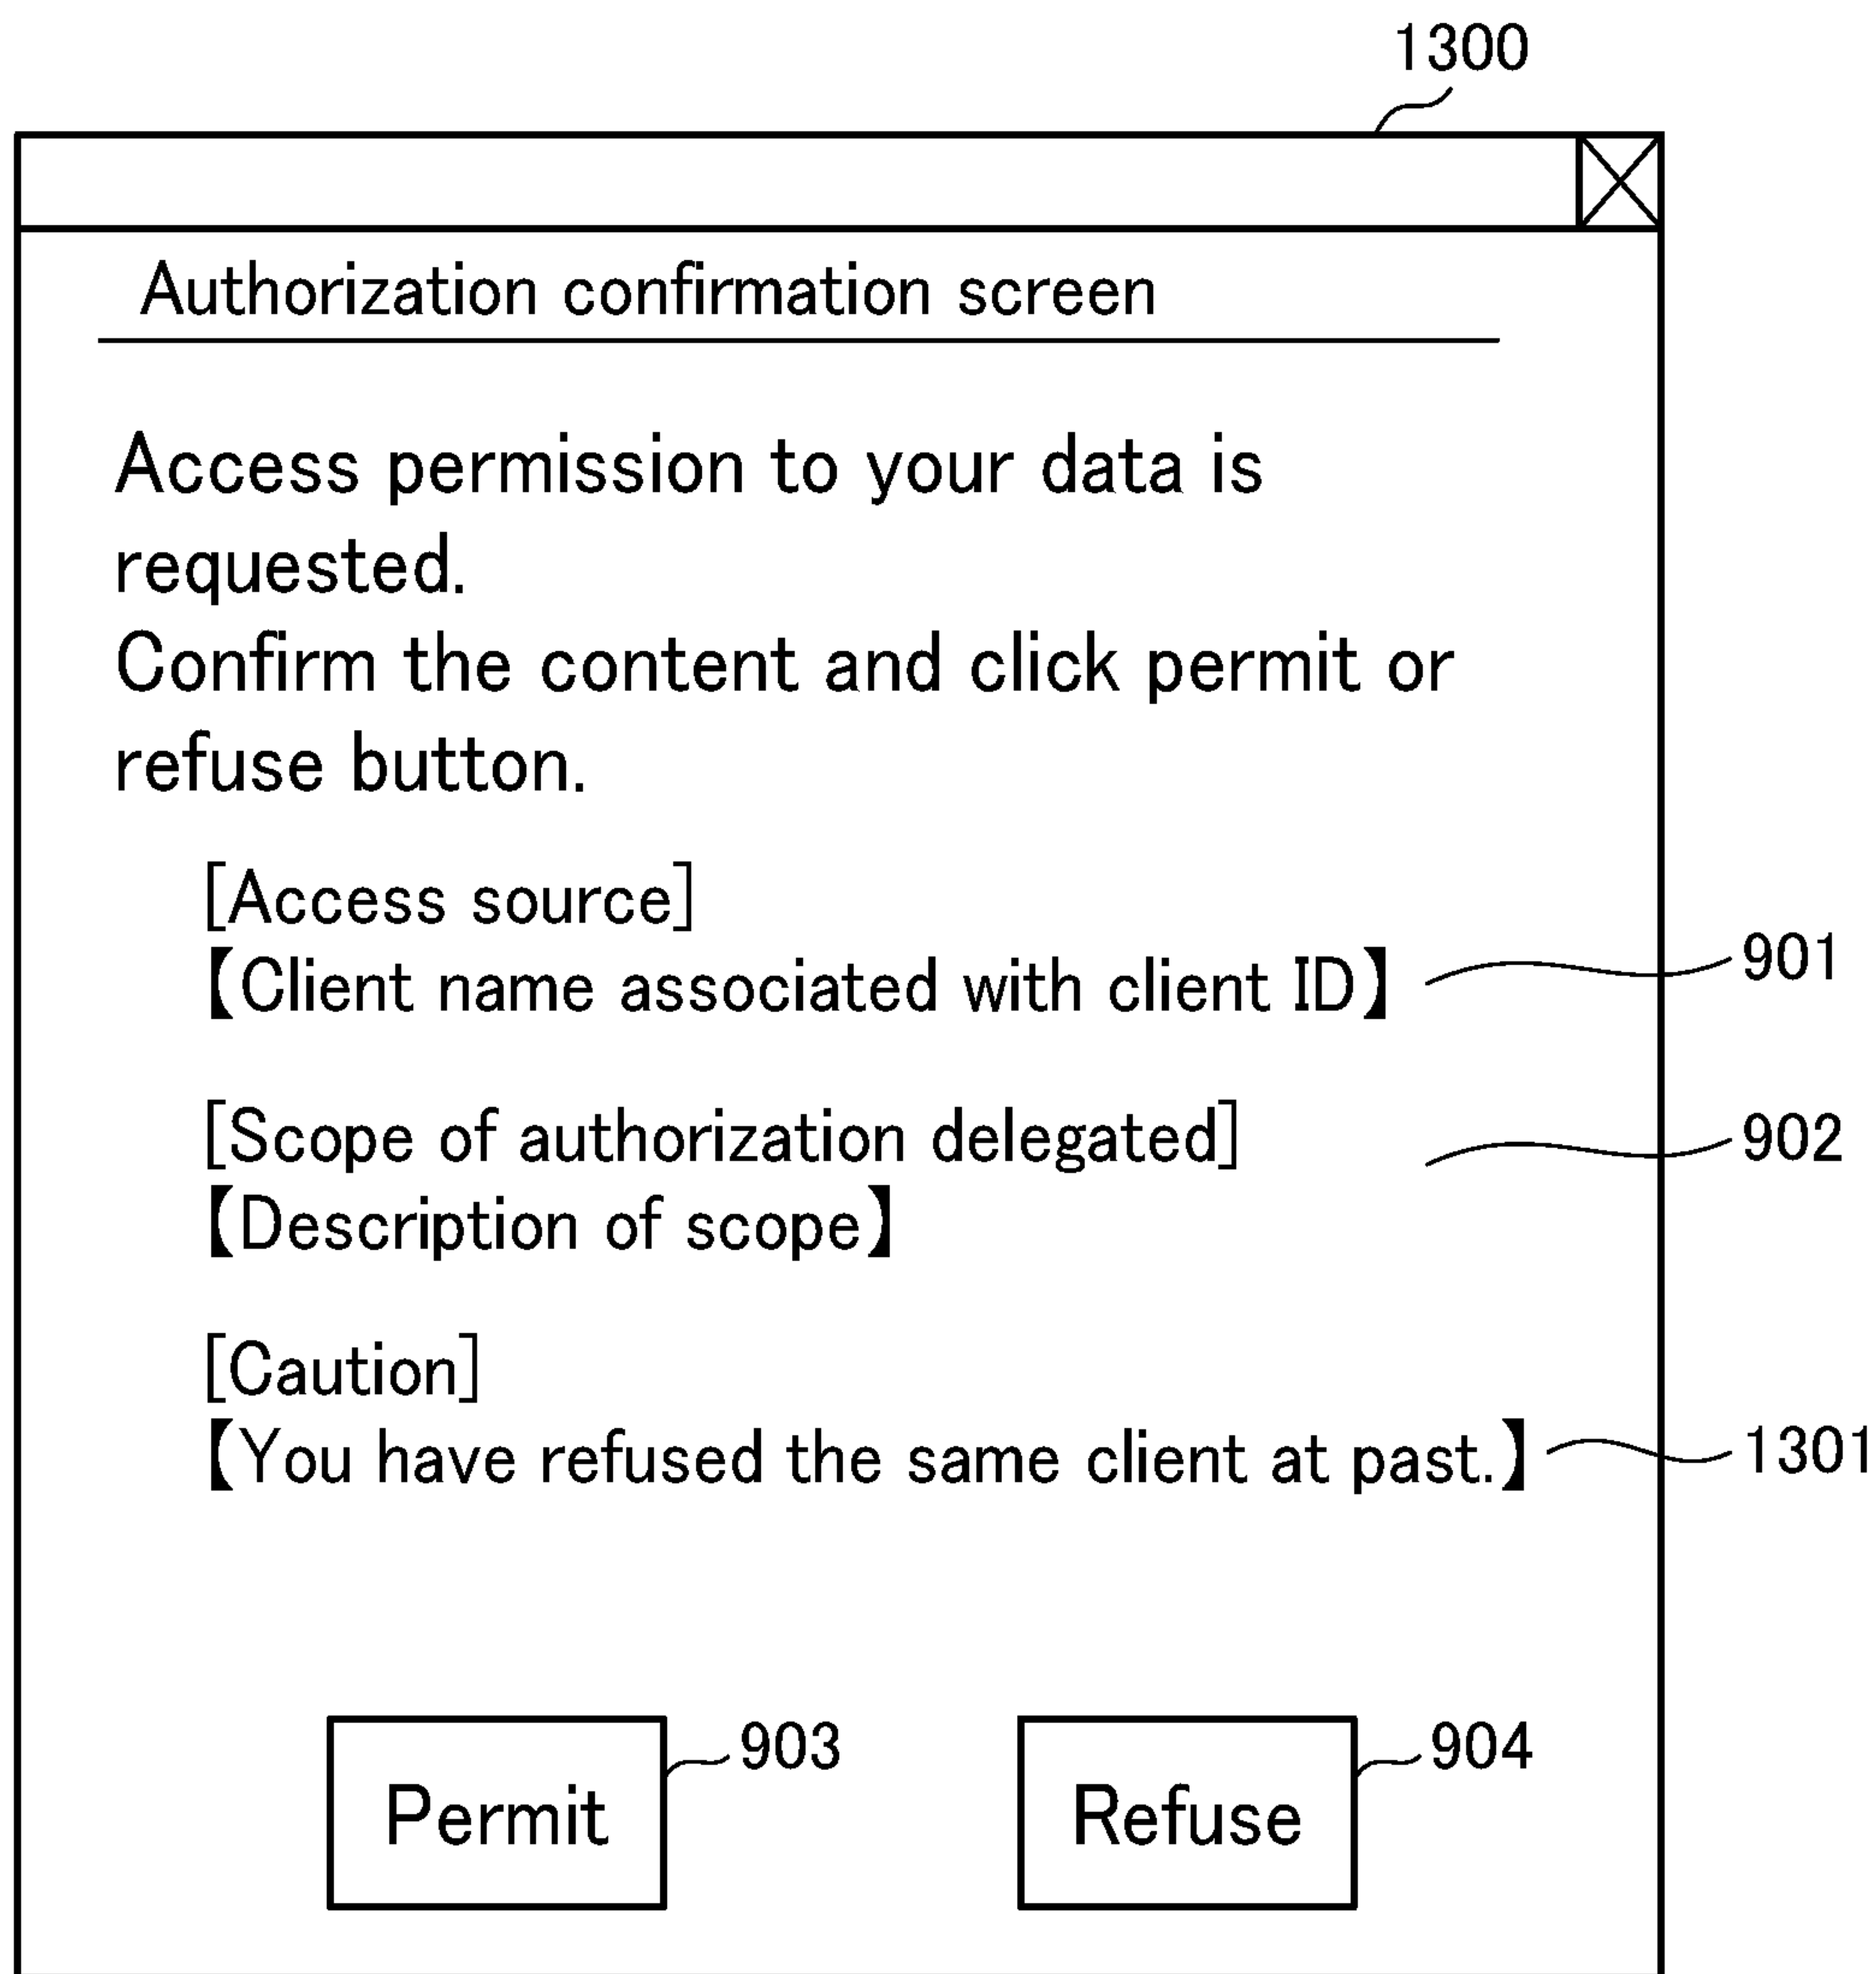 1300
Authorization confirmation screen
Access permission to your data is
requested.
Confirm the content and click permit or
refuse button.
[Access source]
【Client name associated with client ID】 901
[Scope of authorization delegated] 902
【Description of scope】
[Caution]
【You have refused the same client at past.】 1301
Permit 903 Refuse 904